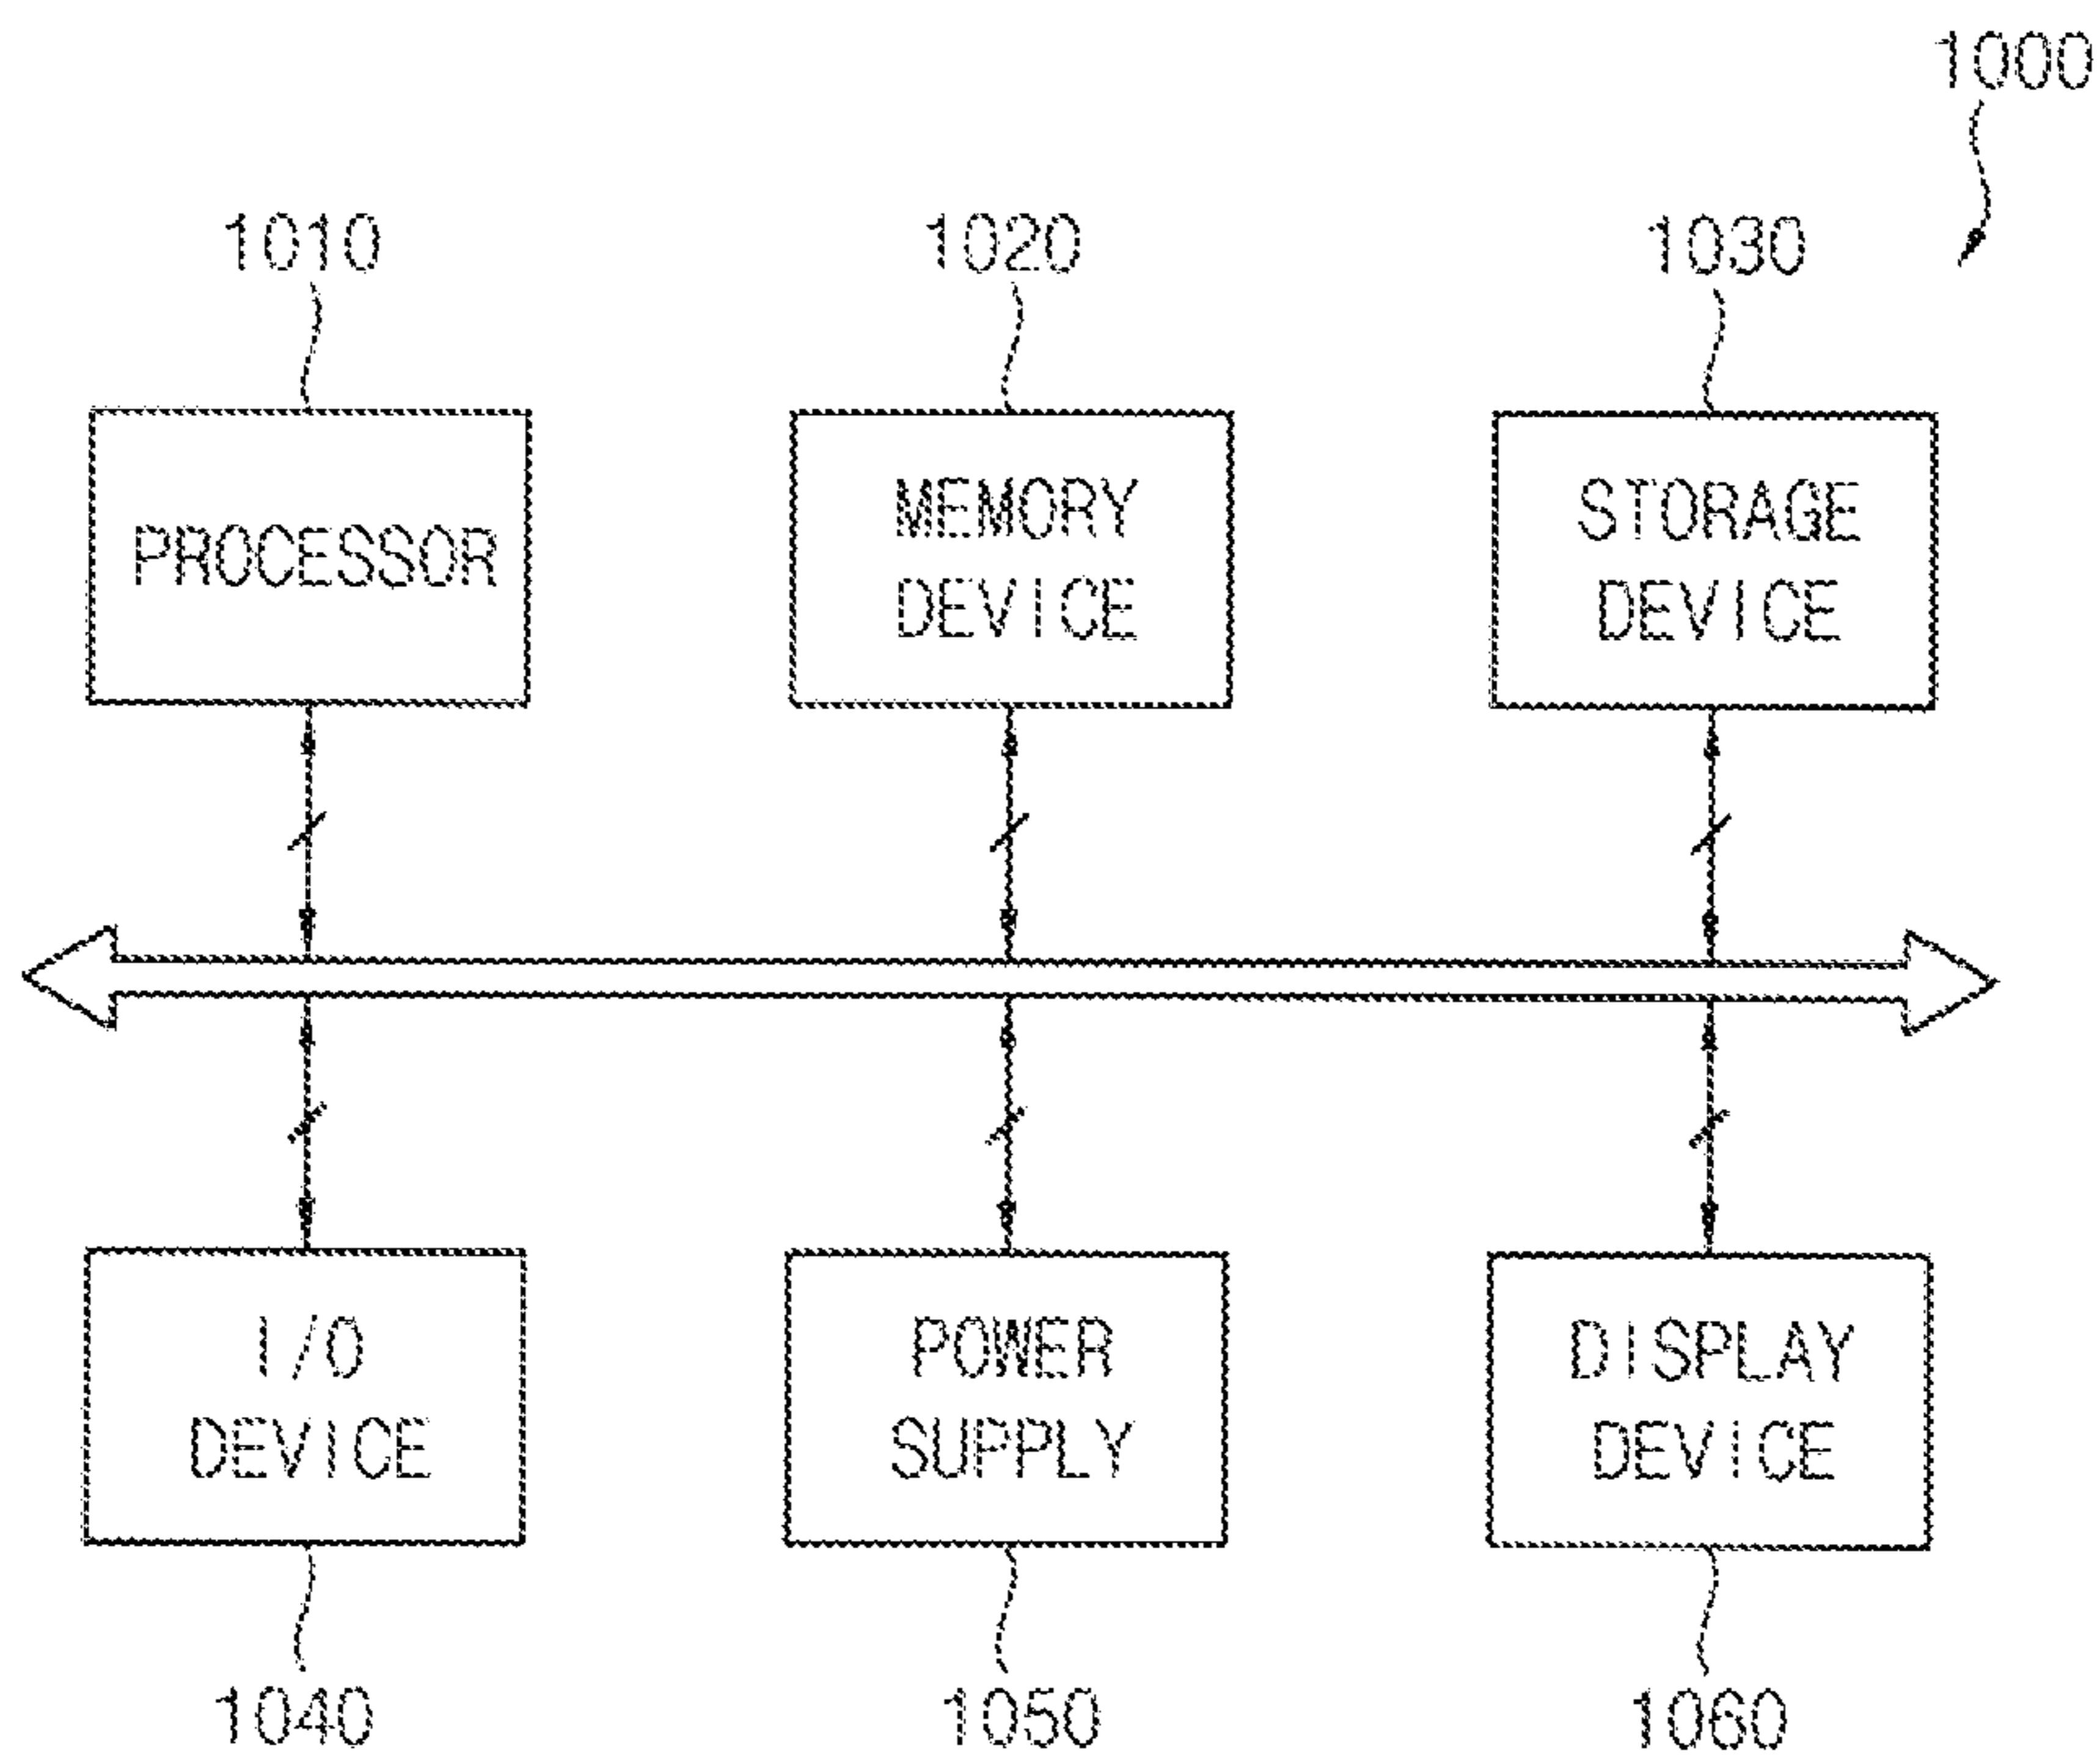 1000
1010
1020
1030
PROCESSOR
MEMORY
DEVICE
STORAGE
DEVICE
I/O
DEVICE
POWER
SUPPLY
DISPLAY
DEVICE
1040
1050
1060